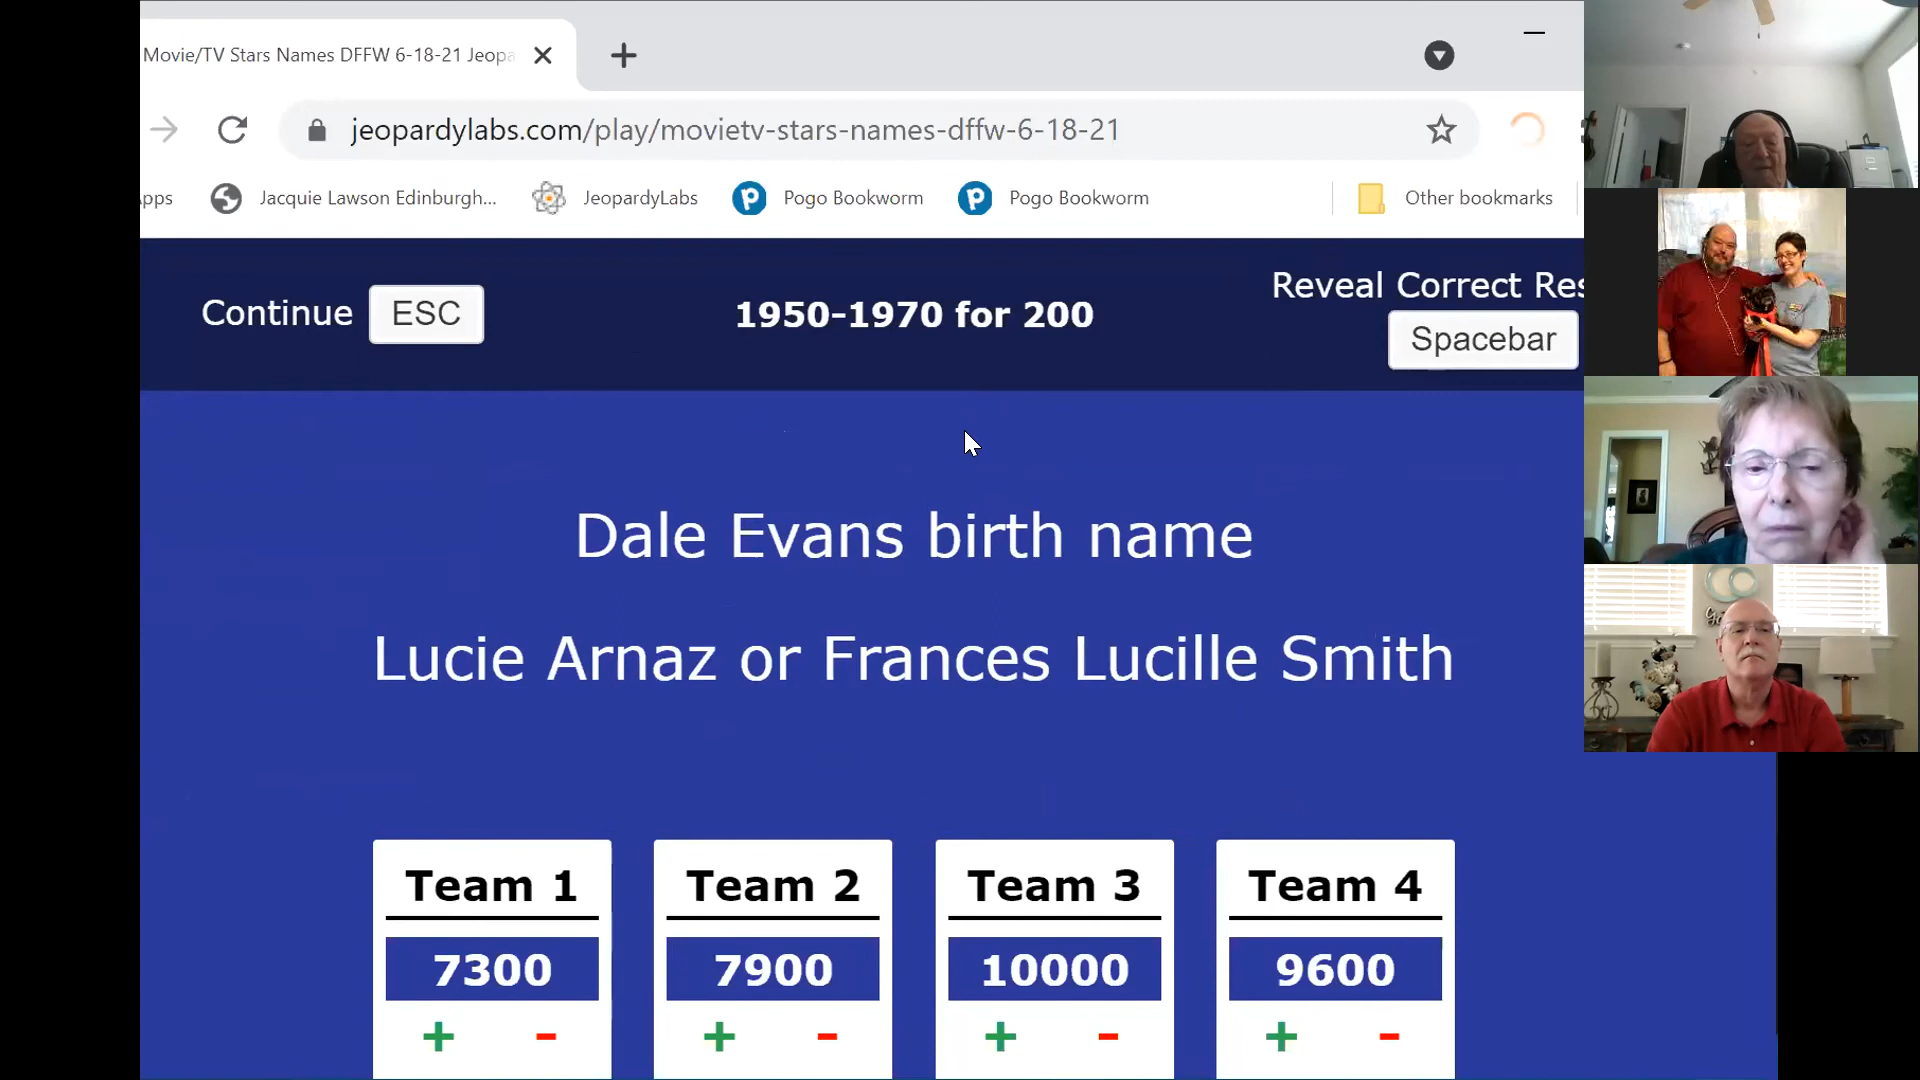 Movie/TV Stars Names DFFW 6-18-21 Jeopa
jeopardylabs.com/play/movietv-stars-names-dffw-6-18-21
pps
Jacquie Lawson Edinburgh...
JeopardyLabs
Pogo Bookworm
Pogo Bookworm
Other bookmarks
Continue ESC
1950-1970 for 200
Reveal Correct Res
Spacebar
Dale Evans birth name
Lucie Arnaz or Frances Lucille Smith
Team 1
Team 2
Team 3
Team 4
7300
7900
10000
9600
+ -
+ -
+ -
+ -